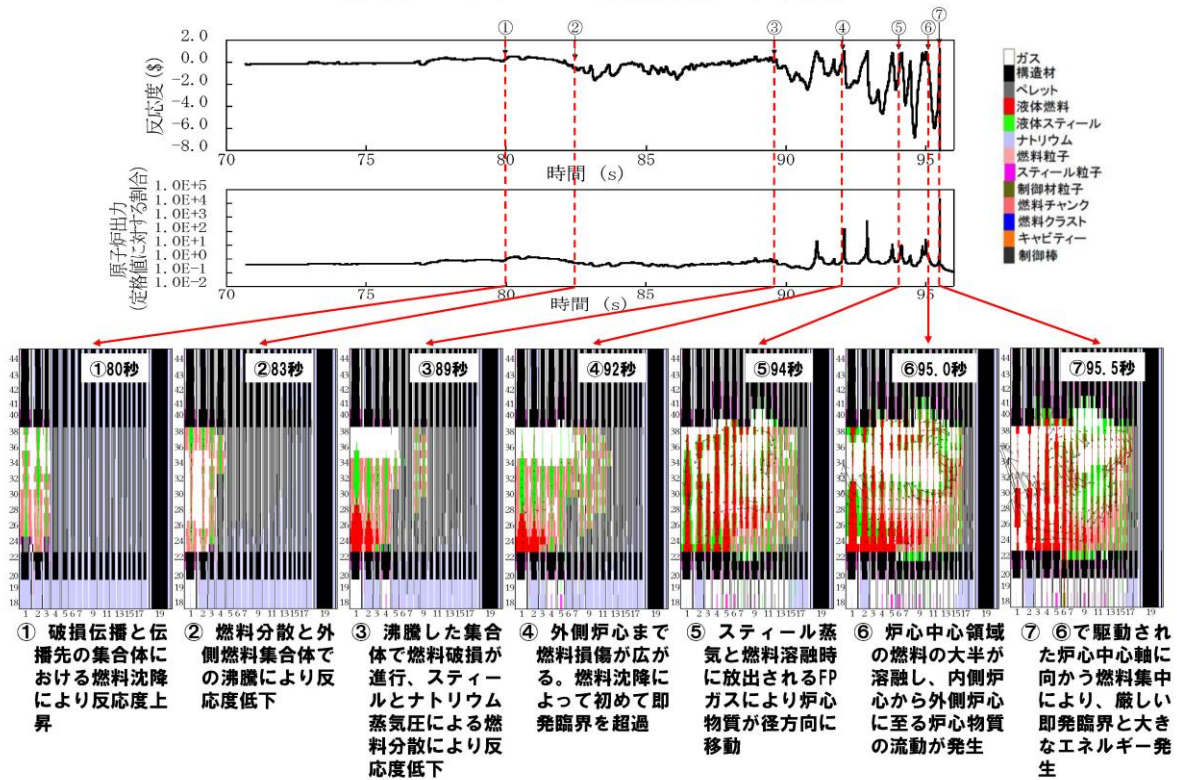 ① ② ③ ④ ⑤ ⑥ ⑦
反応度 ($)
2.0
0.0
-2.0
-4.0
-6.0
-8.0
70 75 80 85 90 95
時間 (s)
原子炉出力
(定格値に対する割合)
1.0E+5
1.0E+4
1.0E+3
1.0E+2
1.0E+1
1.0E+0
1.0E-1
1.0E-2
70 75 80 85 90 95
時間 (s)
ガス
構造材
ペレット
液体燃料
液体スティール
ナトリウム
燃料粒子
スティール粒子
制御材粒子
燃料チャンク
燃料クラスト
キャビティー
制御棒
①80秒
②83秒
③89秒
④92秒
⑤94秒
⑥95.0秒
⑦95.5秒
① 破損伝播と伝
播先の集合体に
おける燃料沈降
により反応度上
昇
② 燃料分散と外
側燃料集合体で
の沸騰により反
応度低下
③ 沸騰した集合
体で燃料破損が
進行、スティー
ルとナトリウム
蒸気圧による燃
料分散により反
応度低下
④ 外側炉心まで
燃料損傷が広が
る。燃料沈降に
よって初めて即
発臨界を超過
⑤ スティール蒸
気と燃料溶融時
に放出されるFP
ガスにより炉心
物質が径方向に
移動
⑥ 炉心中心領域
の燃料の大半が
溶融し、内側炉
心から外側炉心
に至る炉心物質
の流動が発生
⑦ ⑥で駆動され
た炉心中心軸に
向かう燃料集中
により、厳しい
即発臨界と大き
なエネルギー発
生